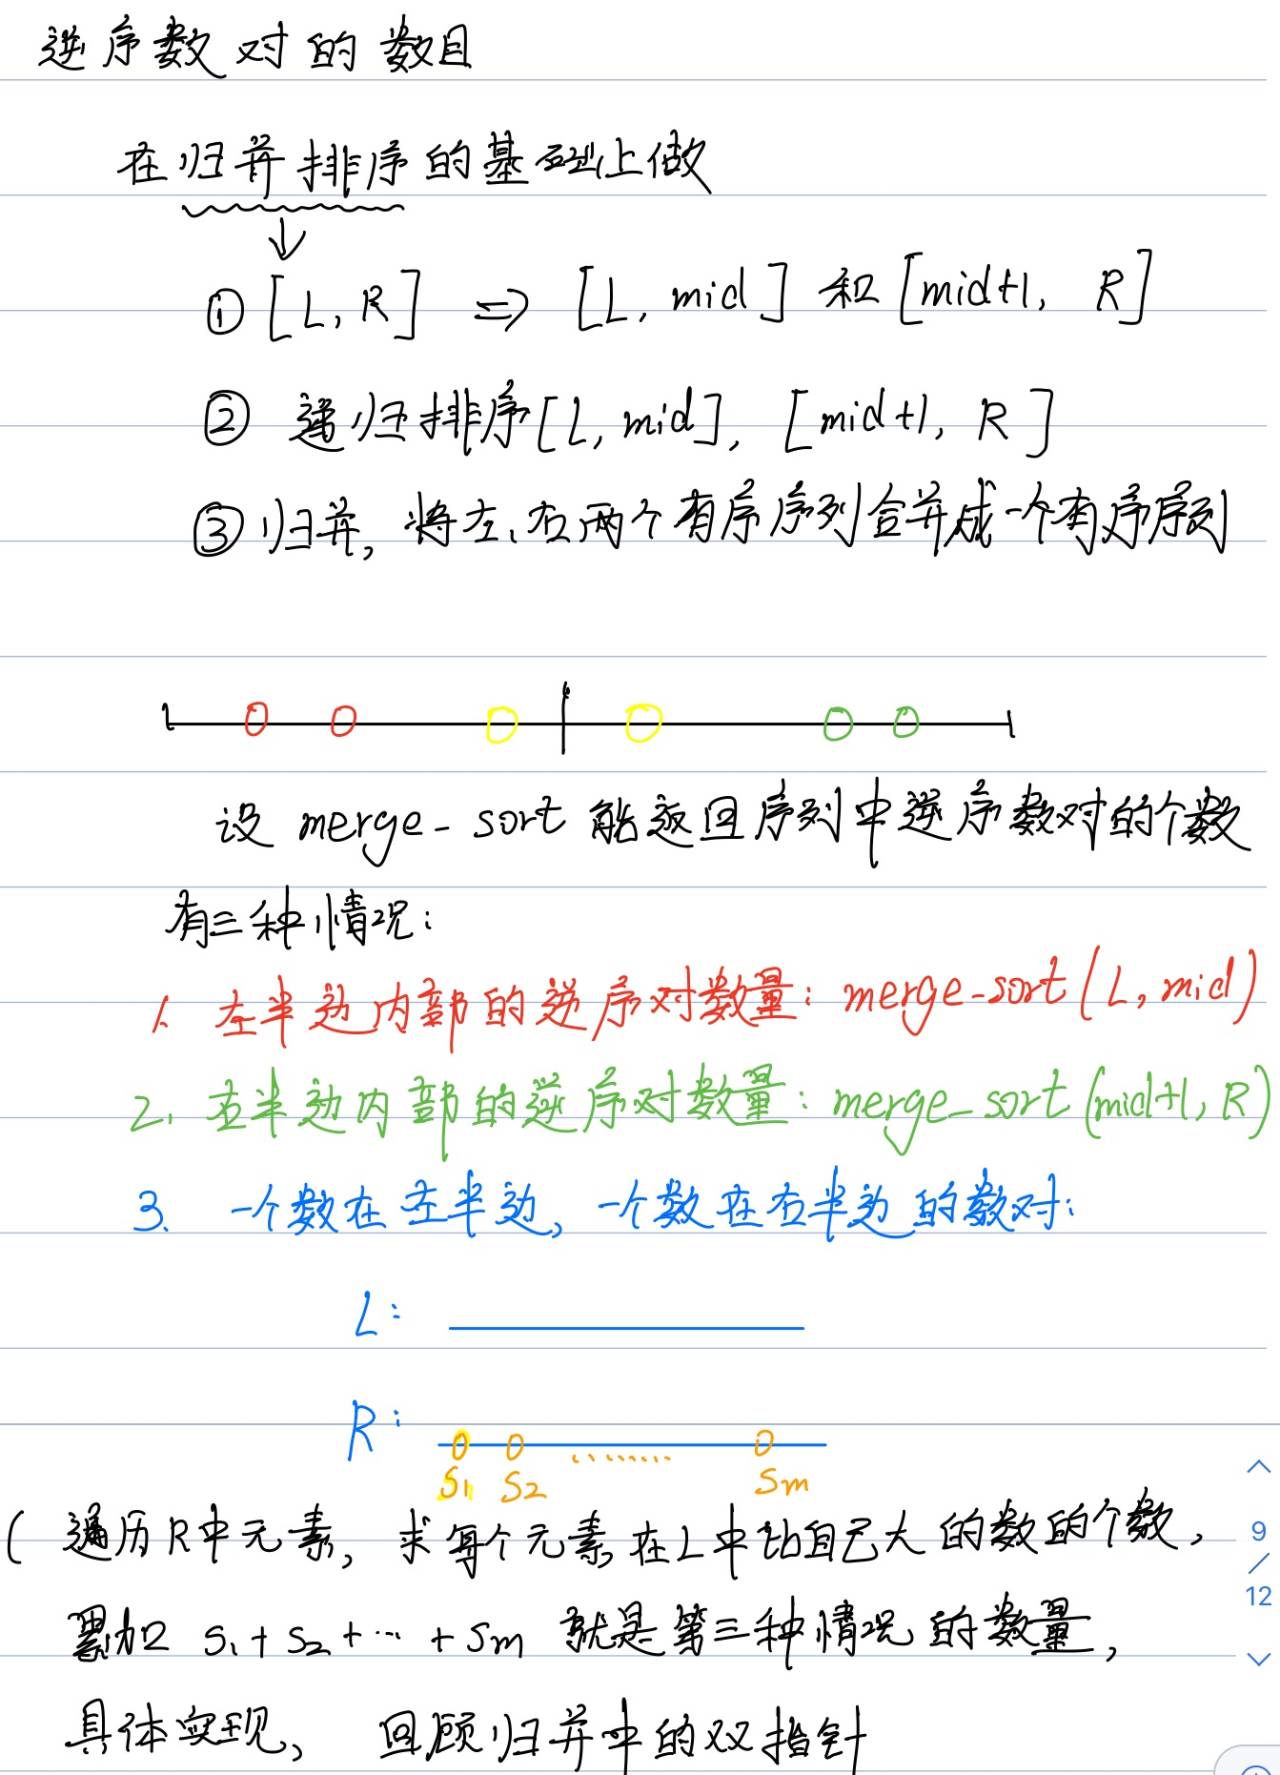 逆序数对的数目
在归并排序的基础上做
① [L, R] => [L, mid] 和 [mid+1, R]
② 递归排序[L, mid], [mid+1, R]
③ 归并, 将左、右两个有序序列合并成一个有序序列
设 merge-sort 能返回序列中逆序数对的个数
有三种情况:
1. 左半边内部的逆序对数量: merge-sort(L, mid)
2. 右半边内部的逆序对数量: merge-sort(mid+1, R)
3. 一个数在左半边, 一个数在右半边的数对:
L:
R:
S1 S2 ........ Sm
( 遍历R中元素, 求每个元素在L中比自己大的数的个数,
累加 S1+S2+…+Sm 就是第三种情况的数量,
具体实现、 回顾归并中的双指针
9
/
12